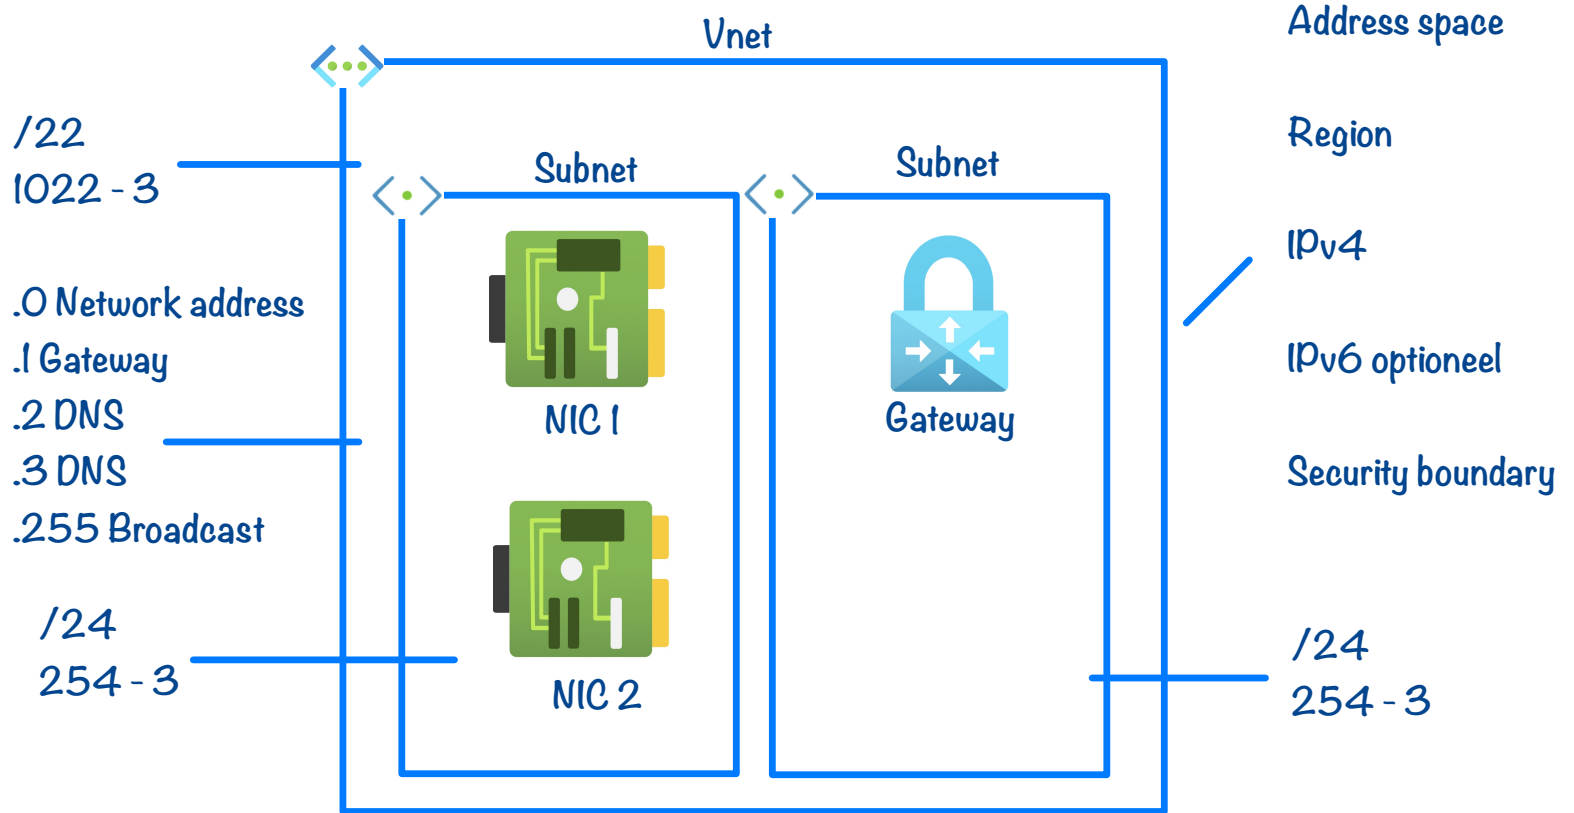 Vnet
/22
1022 - 3
.0 Network address
.1 Gateway
.2 DNS
.3 DNS
.255 Broadcast
/24
254 - 3
Subnet
NIC 1
NIC 2
Subnet
Gateway
Address space
Region
IPv4
IPv6 optioneel
Security boundary
/24
254 - 3